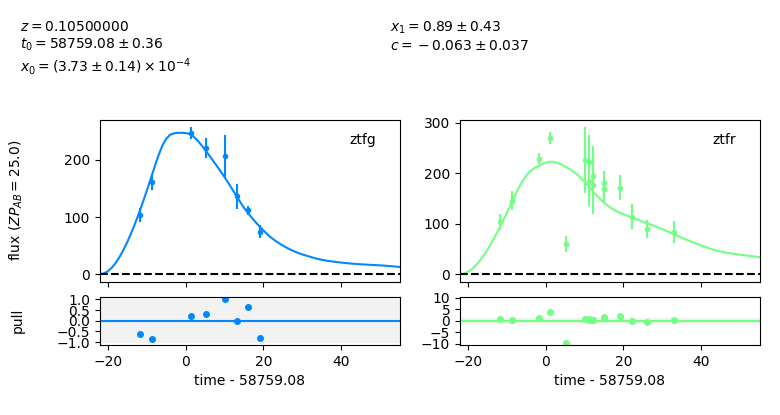 z = 0.10500000
t₀ = 58759.08 ± 0.36
x₀ = (3.73 ± 0.14) × 10⁻⁴
x₁ = 0.89 ± 0.43
c = −0.063 ± 0.037
flux (ZP_AB = 25.0)
200
100
0
ztfg
300
200
100
0
ztfr
pull
1.0
0.5
0.0
−0.5
−1.0
−20 0 20 40
time - 58759.08
10
5
0
−5
−10
−20 0 20 40
time - 58759.08